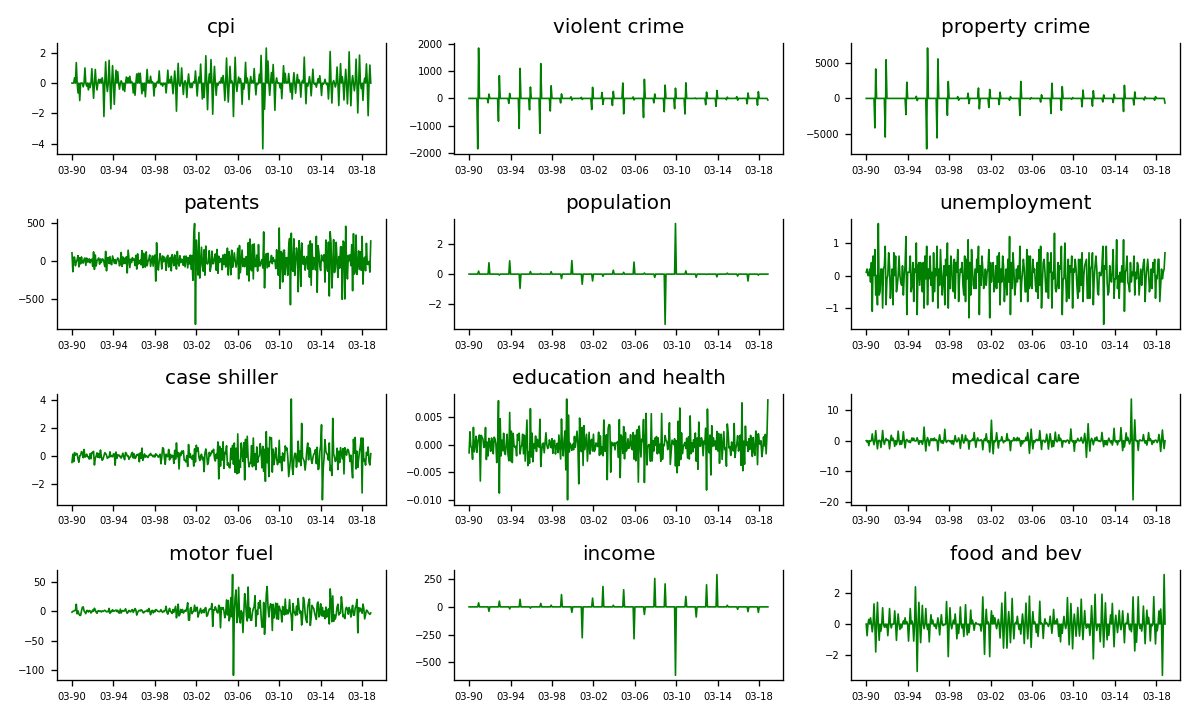 cpi violent crime property crime
2 0 −2 −4
2000 1000 0 −1000 −2000
5000 0 −5000
03-90 03-94 03-98 03-02 03-06 03-10 03-14 03-18
03-90 03-94 03-98 03-02 03-06 03-10 03-14 03-18
03-90 03-94 03-98 03-02 03-06 03-10 03-14 03-18
patents population unemployment
500 0 −500
2 0 −2
1 0 −1
03-90 03-94 03-98 03-02 03-06 03-10 03-14 03-18
03-90 03-94 03-98 03-02 03-06 03-10 03-14 03-18
03-90 03-94 03-98 03-02 03-06 03-10 03-14 03-18
case shiller education and health medical care
4 2 0 −2
0.005 0.000 −0.005 −0.010
10 0 −10 −20
03-90 03-94 03-98 03-02 03-06 03-10 03-14 03-18
03-90 03-94 03-98 03-02 03-06 03-10 03-14 03-18
03-90 03-94 03-98 03-02 03-06 03-10 03-14 03-18
motor fuel income food and bev
50 0 −50 −100
250 0 −250 −500
2 0 −2
03-90 03-94 03-98 03-02 03-06 03-10 03-14 03-18
03-90 03-94 03-98 03-02 03-06 03-10 03-14 03-18
03-90 03-94 03-98 03-02 03-06 03-10 03-14 03-18